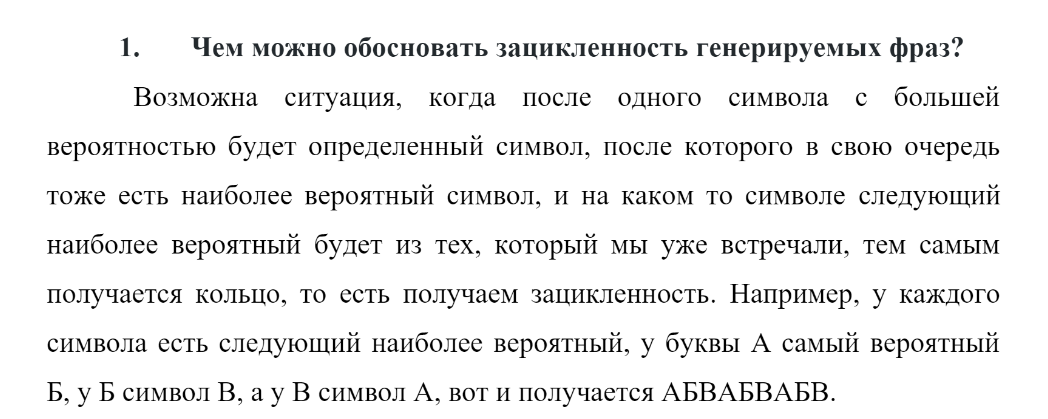 1. Чем можно обосновать зацикленность генерируемых фраз?
Возможна ситуация, когда после одного символа с большей
вероятностью будет определенный символ, после которого в свою очередь
тоже есть наиболее вероятный символ, и на каком то символе следующий
наиболее вероятный будет из тех, который мы уже встречали, тем самым
получается кольцо, то есть получаем зацикленность. Например, у каждого
символа есть следующий наиболее вероятный, у буквы А самый вероятный
Б, у Б символ В, а у В символ А, вот и получается АБВАБВАБВ.